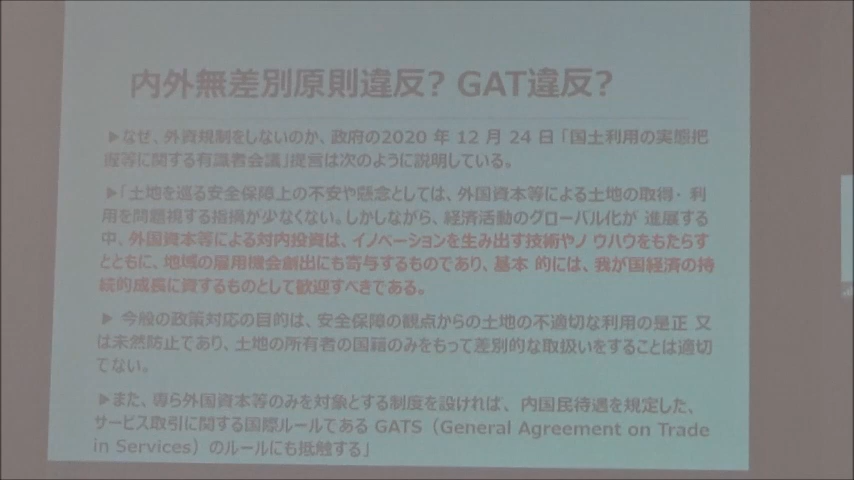 内外無差別原則違反? GAT違反?
▶なぜ、外資規制をしないのか、政府の2020 年 12 月 24 日「国土利用の実態把
握等に関する有識者会議」提言は次のように説明している。
▶「土地を巡る安全保障上の不安や懸念としては、外国資本等による土地の取得・ 利
用を問題視する指摘が少なくない。しかしながら、経済活動のグローバル化が 進展する
中、外国資本等による対内投資は、イノベーションを生み出す技術やノ ウハウをもたらす
とともに、地域の雇用機会創出にも寄与するものであり、基本 的には、我が国経済の持
続的成長に資するものとして歓迎すべきである。
▶ 今般の政策対応の目的は、安全保障の観点からの土地の不適切な利用の是正 又
は未然防止であり、土地の所有者の国籍のみをもって差別的な取扱いをすることは適切
でない。
▶また、専ら外国資本等のみを対象とする制度を設ければ、 内国民待遇を規定した、
サービス取引に関する国際ルールである GATS（General Agreement on Trade
in Services）のルールにも抵触する」